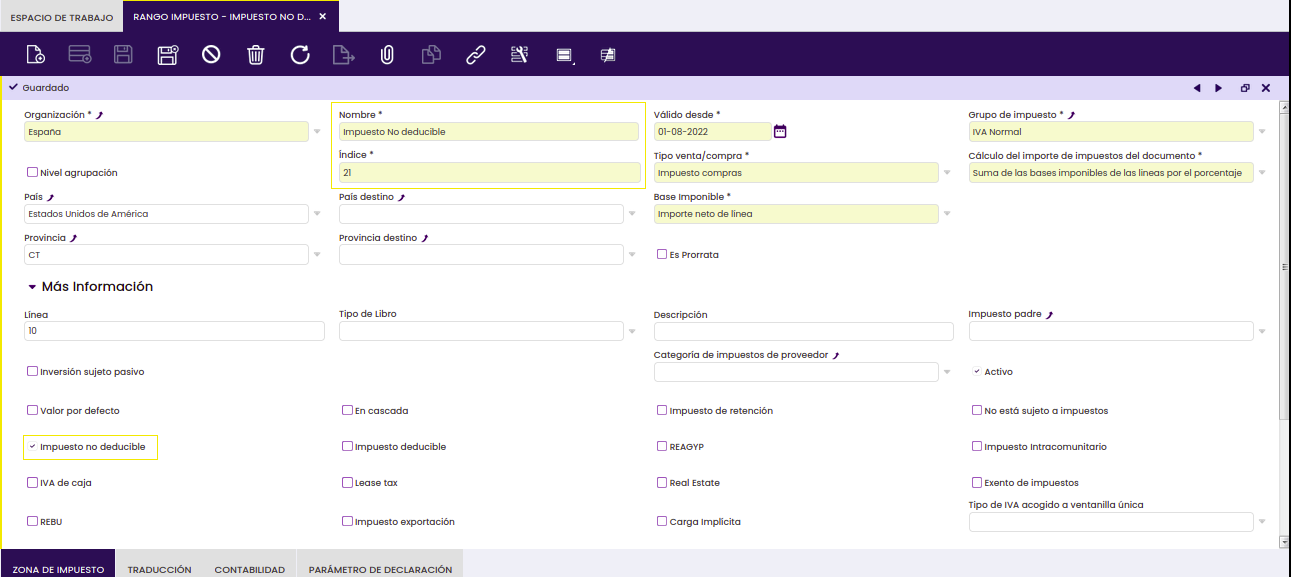 ESPACIO DE TRABAJO
RANGO IMPUESTO - IMPUESTO NO D...
Guardado
Organización *
Nombre *
Válido desde *
Grupo de impuesto *
España
Impuesto No deducible
01-08-2022
IVA Normal
Índice *
Tipo venta/compra *
Cálculo del importe de impuestos del documento *
Nivel agrupación
21
Impuesto compras
Suma de las bases imponibles de las lineas por el porcentaje
País
País destino
Base Imponible *
Estados Unidos de América
Importe neto de línea
Provincia
Provincia destino
CT
Es Prorrata
Más Información
Línea
Tipo de Libro
Descripción
Impuesto padre
10
Categoría de impuestos de proveedor
Inversión sujeto pasivo
Activo
Valor por defecto
En cascada
Impuesto de retención
No está sujeto a impuestos
Impuesto no deducible
Impuesto deducible
REAGYP
Impuesto Intracomunitario
IVA de caja
Lease tax
Real Estate
Exento de impuestos
Tipo de IVA acogido a ventanilla única
REBU
Impuesto exportación
Carga Implícita
ZONA DE IMPUESTO
TRADUCCIÓN
CONTABILIDAD
PARÁMETRO DE DECLARACIÓN